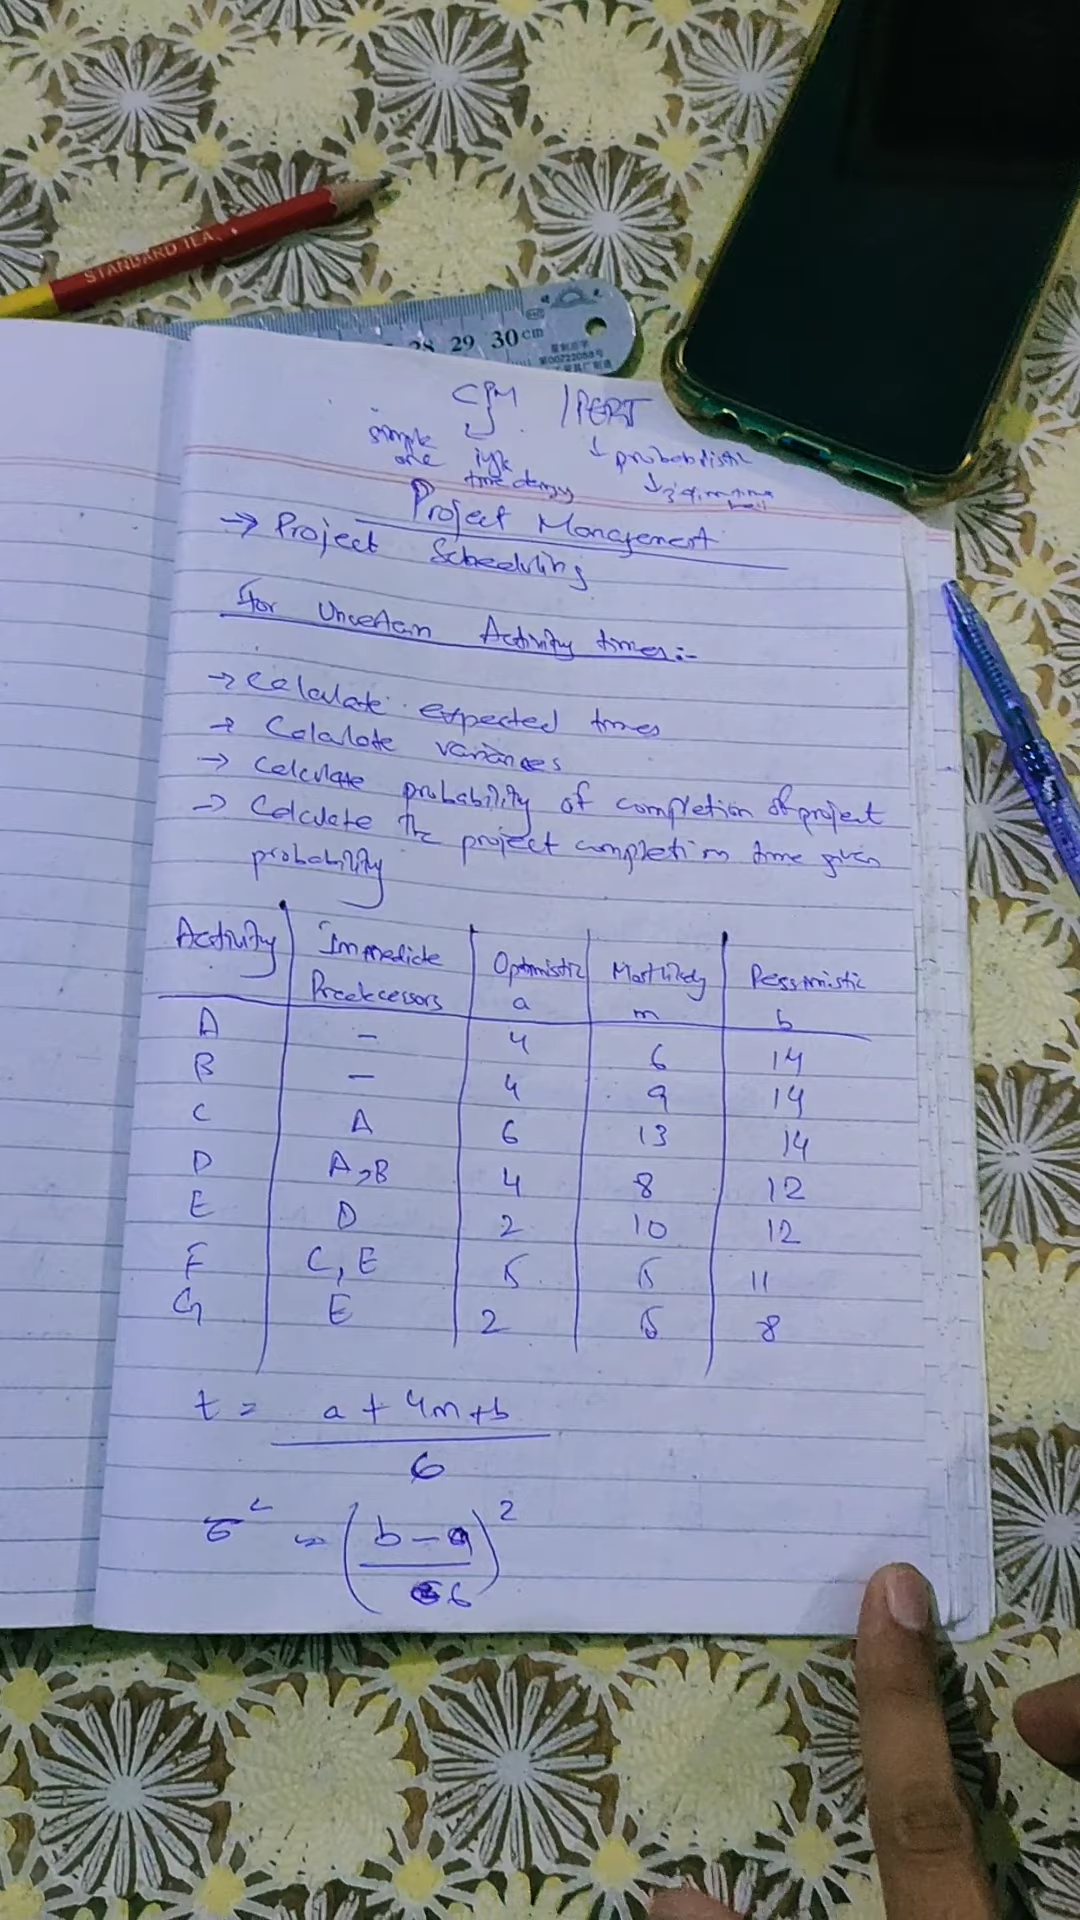 STANDARD TEA
28 29 30cm
CPM / PERT
simple
one
↓ probabilistic
Project Management
→ Project Scheduling
For Uncertain Activity times:-
→ Calculate expected times
→ Calculate variances
→ Calculate probability of completion of project
→ Calculate the project completion time given
probability
Activity | Immediate Predecessors | Optimistic a | Most likely m | Pessimistic b
A | - | 4 | 6 | 14
B | - | 4 | 9 | 14
C | A | 6 | 13 | 14
D | A,B | 4 | 8 | 12
E | D | 2 | 10 | 12
F | C, E | 5 | 5 | 11
G | E | 2 | 5 | 8
t = a + 4m + b
6
σ² = (b - a)²
6